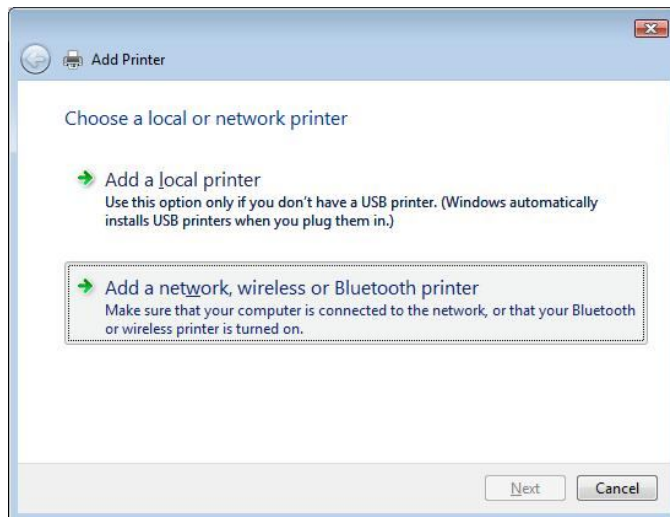 Add Printer
Choose a local or network printer
Add a local printer
Use this option only if you don't have a USB printer. (Windows automatically
installs USB printers when you plug them in.)
Add a network, wireless or Bluetooth printer
Make sure that your computer is connected to the network, or that your Bluetooth
or wireless printer is turned on.
Next Cancel